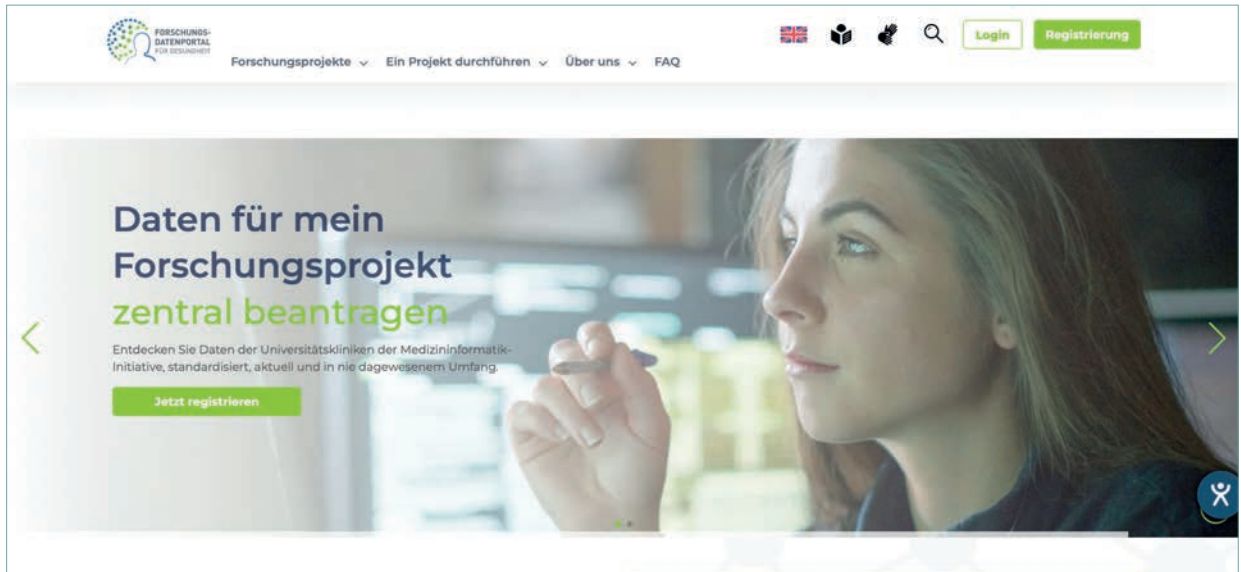 FORSCHUNGS-
DATENPORTAL
FÜR GESUNDHEIT
Login
Registrierung
Forschungsprojekte
Ein Projekt durchführen
Über uns
FAQ
Daten für mein
Forschungsprojekt
zentral beantragen
Entdecken Sie Daten der Universitätskliniken der Medizininformatik-
Initiative, standardisiert, aktuell und in nie dagewesenem Umfang.
Jetzt registrieren